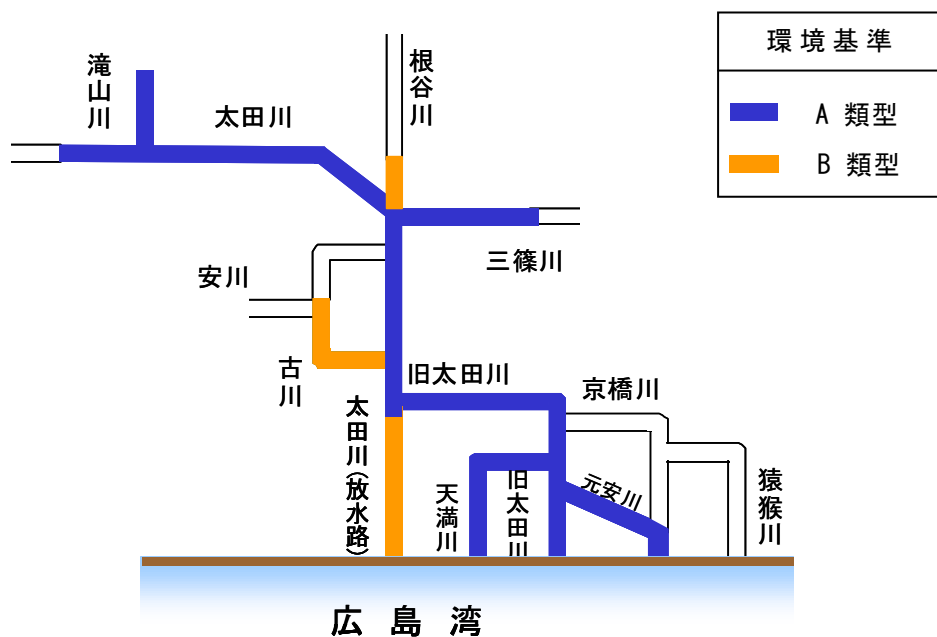 環境基準
A 類型
B 類型
滝山川
太田川
根谷川
三篠川
安川
古川
旧太田川
京橋川
太田川(放水路)
天満川
旧太田川
元安川
猿猴川
広島湾